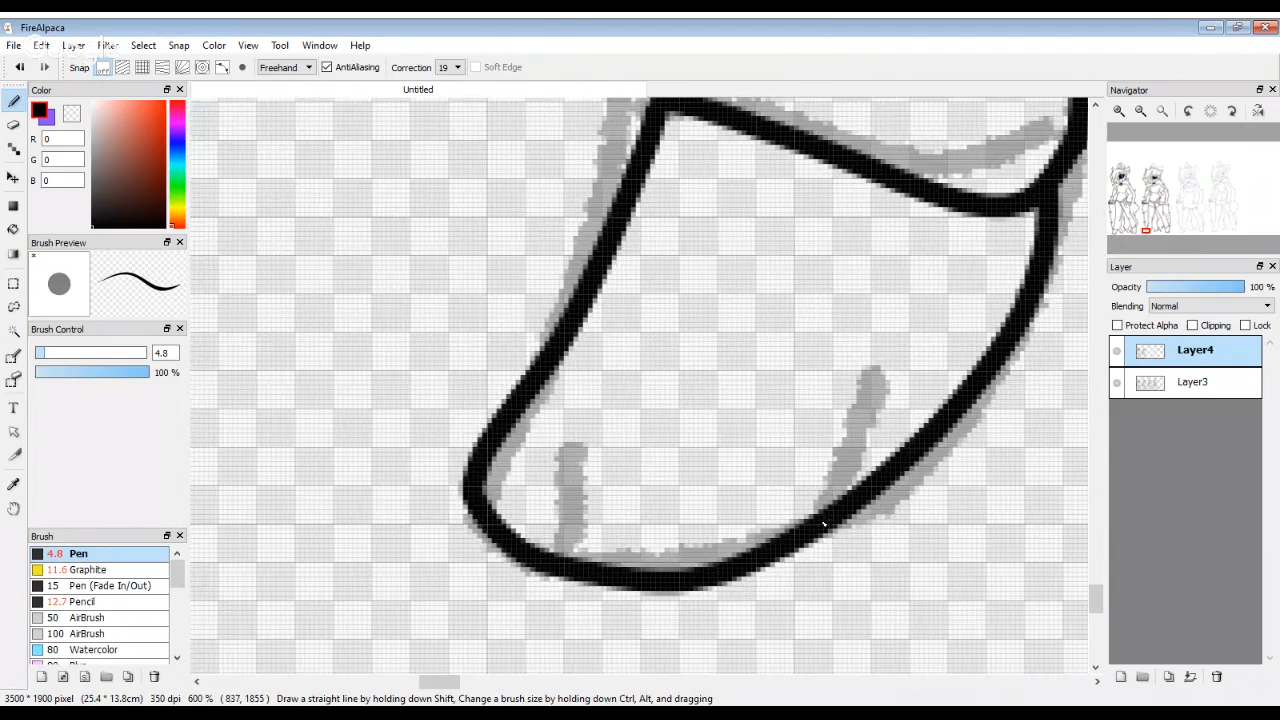 FireAlpaca
File Edit Layer Filter Select Snap Color View Tool Window Help
Snap off Freehand AntiAliasing Correction 19 Soft Edge
Color
Untitled
Navigator
R 0
G 0
B 0
Brush Preview
Layer
Opacity 100 %
Blending Normal
Protect Alpha Clipping Lock
Brush Control
4.8
100 %
Layer4
Layer3
Brush
4.8 Pen
11.6 Graphite
15 Pen (Fade In/Out)
12.7 Pencil
50 AirBrush
100 AirBrush
80 Watercolor
3500 * 1900 pixel (25.4 * 13.8cm) 350 dpi 600 % ( 837, 1855 ) Draw a straight line by holding down Shift, Change a brush size by holding down Ctrl, Alt, and dragging